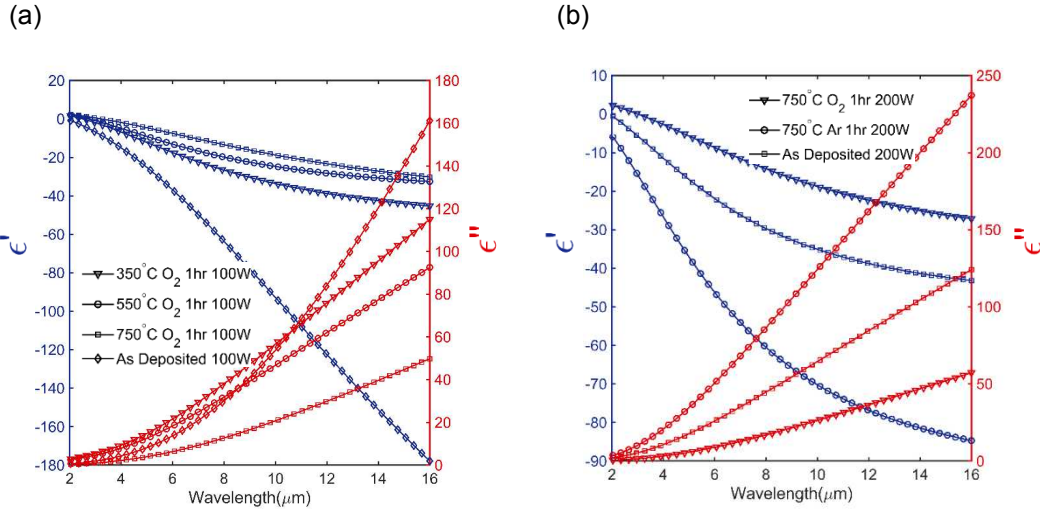 (a)
(b)
20
0
-20
-40
-60
-80
-100
-120
-140
-160
-180
ϵ'
350°C O2 1hr 100W
550°C O2 1hr 100W
750°C O2 1hr 100W
As Deposited 100W
180
160
140
120
100
80
60
40
20
0
ϵ''
2 4 6 8 10 12 14 16
Wavelength(μm)
10
0
-10
-20
-30
-40
-50
-60
-70
-80
-90
ϵ'
750°C O2 1hr 200W
750°C Ar 1hr 200W
As Deposited 200W
250
200
150
100
50
0
ϵ''
2 4 6 8 10 12 14 16
Wavelength(μm)